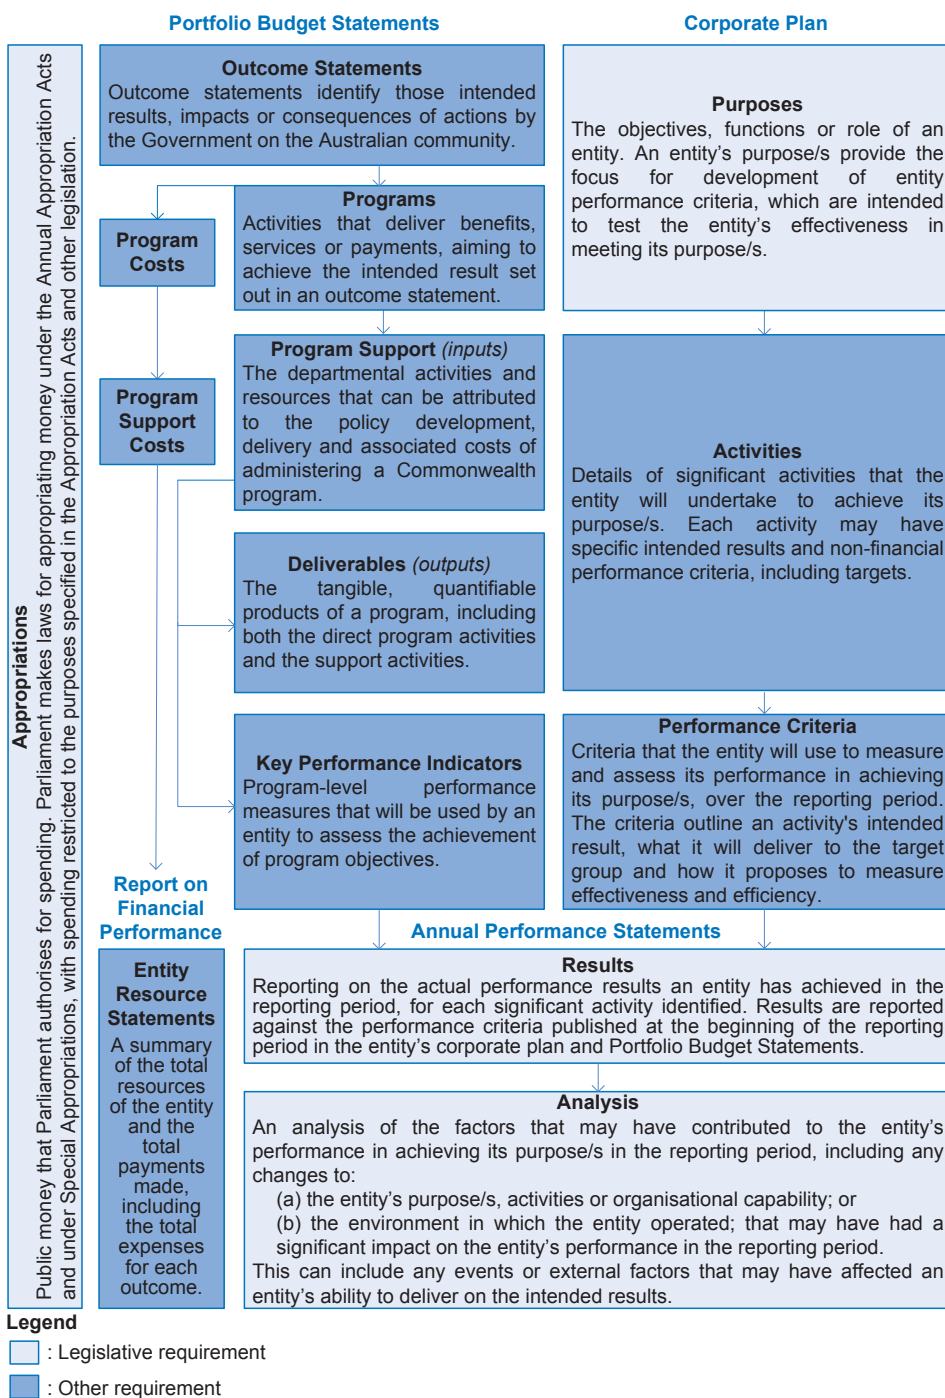 Portfolio Budget Statements
Corporate Plan
Appropriations
Public money that Parliament authorises for spending. Parliament makes laws for appropriating money under the Annual Appropriation Acts
and under Special Appropriations, with spending restricted to the purposes specified in the Appropriation Acts and other legislation.
Outcome Statements
Outcome statements identify those intended
results, impacts or consequences of actions by
the Government on the Australian community.
Program
Costs
Programs
Activities that deliver benefits,
services or payments, aiming to
achieve the intended result set
out in an outcome statement.
Program
Support
Costs
Program Support (inputs)
The departmental activities and
resources that can be attributed
to the policy development,
delivery and associated costs of
administering a Commonwealth
program.
Deliverables (outputs)
The tangible, quantifiable
products of a program, including
both the direct program activities
and the support activities.
Key Performance Indicators
Program-level performance
measures that will be used by an
entity to assess the achievement
of program objectives.
Purposes
The objectives, functions or role of an
entity. An entity's purpose/s provide the
focus for development of entity
performance criteria, which are intended
to test the entity's effectiveness in
meeting its purpose/s.
Activities
Details of significant activities that the
entity will undertake to achieve its
purpose/s. Each activity may have
specific intended results and non-financial
performance criteria, including targets.
Performance Criteria
Criteria that the entity will use to measure
and assess its performance in achieving
its purpose/s, over the reporting period.
The criteria outline an activity's intended
result, what it will deliver to the target
group and how it proposes to measure
effectiveness and efficiency.
Report on
Financial
Performance
Entity
Resource
Statements
A summary
of the total
resources
of the entity
and the
total
payments
made,
including
the total
expenses
for each
outcome.
Annual Performance Statements
Results
Reporting on the actual performance results an entity has achieved in the
reporting period, for each significant activity identified. Results are reported
against the performance criteria published at the beginning of the reporting
period in the entity's corporate plan and Portfolio Budget Statements.
Analysis
An analysis of the factors that may have contributed to the entity's
performance in achieving its purpose/s in the reporting period, including any
changes to:
(a) the entity's purpose/s, activities or organisational capability; or
(b) the environment in which the entity operated; that may have had a
significant impact on the entity's performance in the reporting period.
This can include any events or external factors that may have affected an
entity's ability to deliver on the intended results.
Legend
: Legislative requirement
: Other requirement